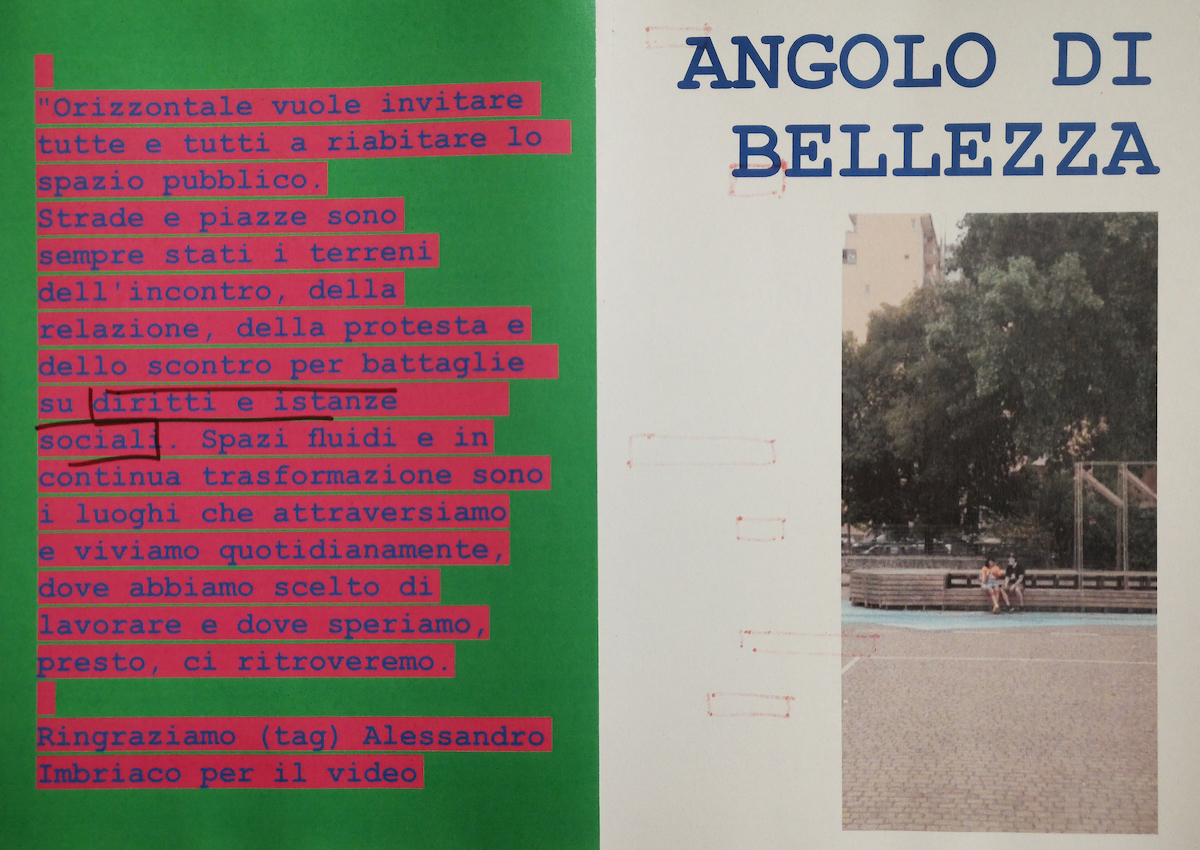 "Orizzontale vuole invitare
tutte e tutti a riabitare lo
spazio pubblico.
Strade e piazze sono
sempre stati i terreni
dell'incontro, della
relazione, della protesta e
dello scontro per battaglie
su diritti e istanze
sociali. Spazi fluidi e in
continua trasformazione sono
i luoghi che attraversiamo
e viviamo quotidianamente,
dove abbiamo scelto di
lavorare e dove speriamo,
presto, ci ritroveremo.
Ringraziamo (tag) Alessandro
Imbriaco per il video
ANGOLO DI
BELLEZZA